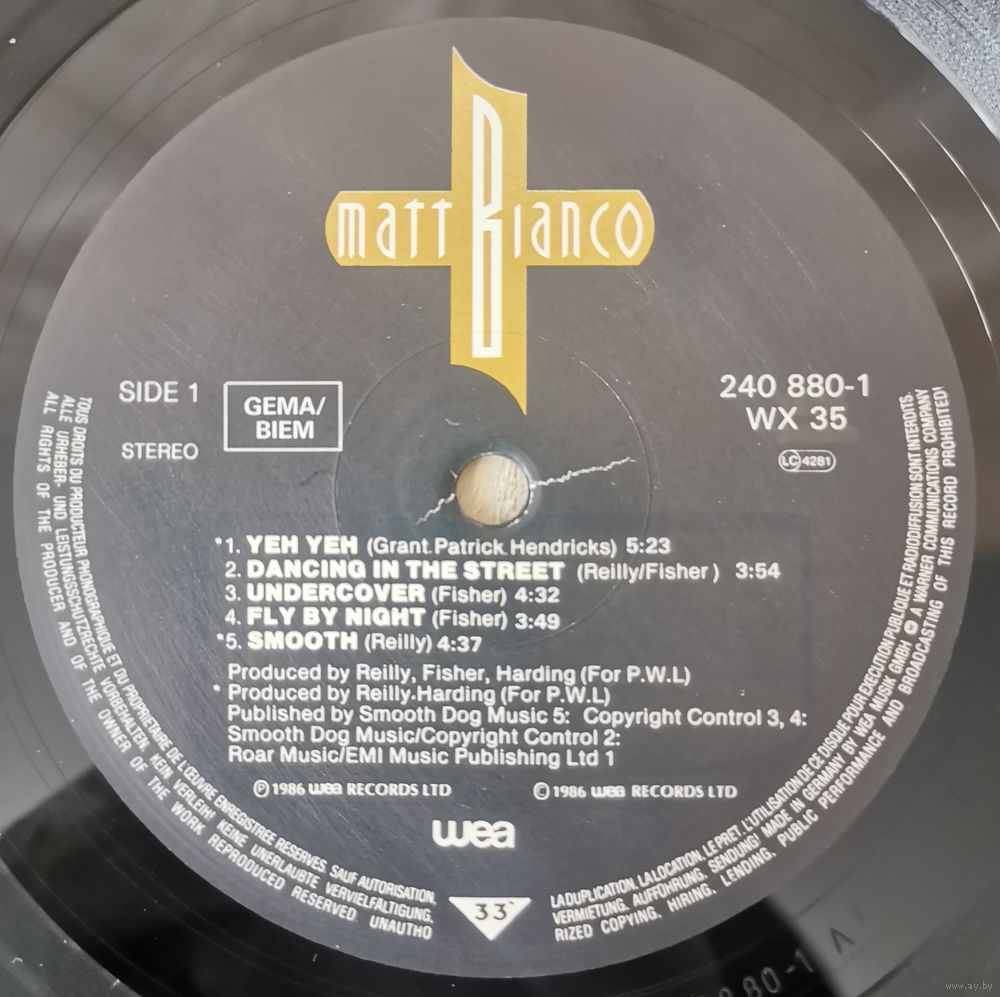 matt Bianco
SIDE 1
GEMA/
BIEM
STEREO
240 880-1
WX 35
LC 4281
*1. YEH YEH (Grant.Patrick.Hendricks) 5:23
2. DANCING IN THE STREET (Reilly/Fisher) 3:54
3. UNDERCOVER (Fisher) 4:32
4. FLY BY NIGHT (Fisher) 3:49
*5. SMOOTH (Reilly) 4:37
Produced by Reilly, Fisher, Harding (For P.W.L)
* Produced by Reilly.Harding (For P.W.L)
Published by Smooth Dog Music 5: Copyright Control 3, 4:
Smooth Dog Music/Copyright Control 2:
Roar Music/EMI Music Publishing Ltd 1
℗ 1986 wea RECORDS LTD
© 1986 wea RECORDS LTD
wea
33
TOUS DROITS DU PRODUCTEUR PHONOGRAPHIQUE ET DU PROPRIETAIRE DE L'ŒUVRE ENREGISTREE RESERVES. SAUF AUTORISATION,
LA DUPLICATION, LA LOCATION, LE PRET, L'UTILISATION DE CE DISQUE POUR EXECUTION PUBLIQUE ET RADIODIFFUSION SONT INTERDITS.
ALLE URHEBER- UND LEISTUNGSSCHUTZRECHTE VORBEHALTEN. KEIN VERLEIH! KEINE UNERLAUBTE VERVIELFÄLTIGUNG,
VERMIETUNG, AUFFÜHRUNG, SENDUNG! MADE IN GERMANY BY WEA MUSIK GMBH A WARNER COMMUNICATIONS COMPANY
ALL RIGHTS OF THE PRODUCER AND OF THE OWNER OF THE WORK REPRODUCED RESERVED UNAUTHO
RIZED COPYING, HIRING, LENDING, PUBLIC PERFORMANCE AND BROADCASTING OF THIS RECORD PROHIBITED!
80-1 A
www.ay.by